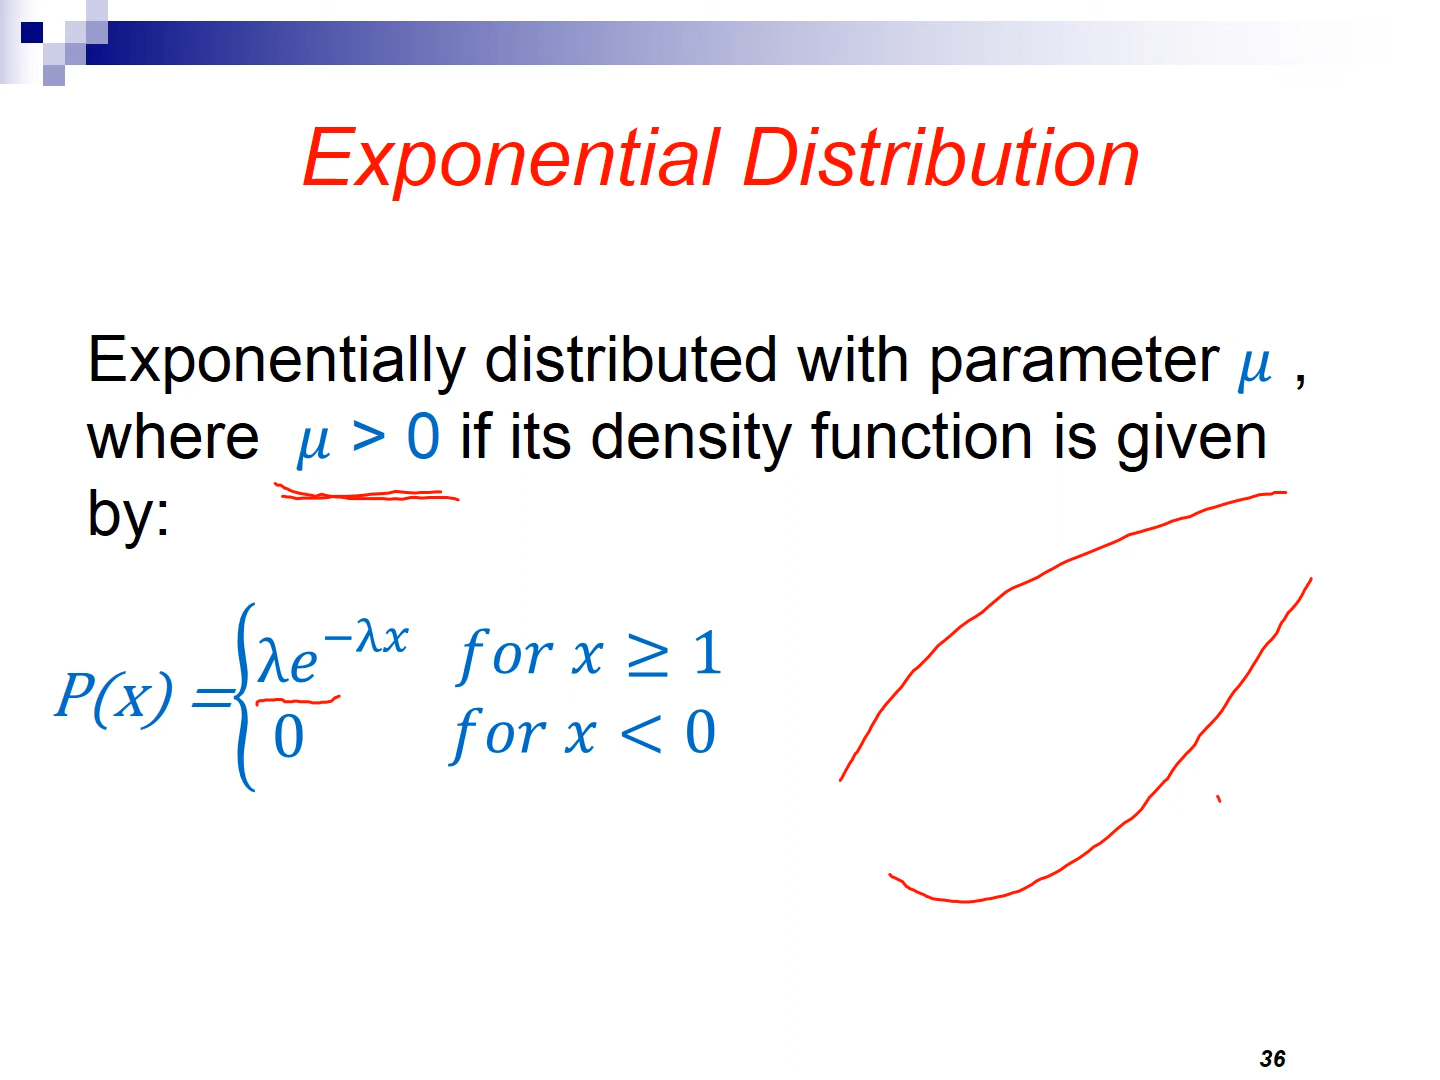 Exponential Distribution
Exponentially distributed with parameter μ ,
where μ > 0 if its density function is given
by:
P(x) = {λe^{−λx} for x ≥ 1
0 for x < 0
36